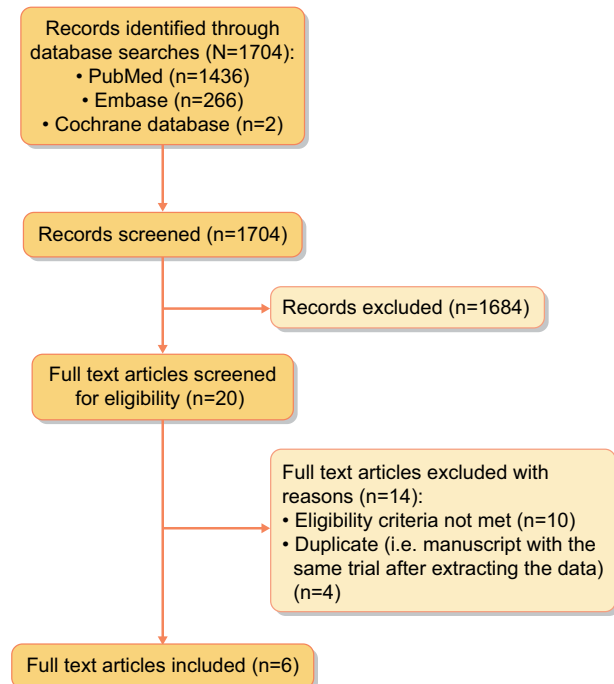 Records identified through
database searches (N=1704):
• PubMed (n=1436)
• Embase (n=266)
• Cochrane database (n=2)
Records screened (n=1704)
Records excluded (n=1684)
Full text articles screened
for eligibility (n=20)
Full text articles excluded with
reasons (n=14):
• Eligibility criteria not met (n=10)
• Duplicate (i.e. manuscript with the
same trial after extracting the data)
(n=4)
Full text articles included (n=6)